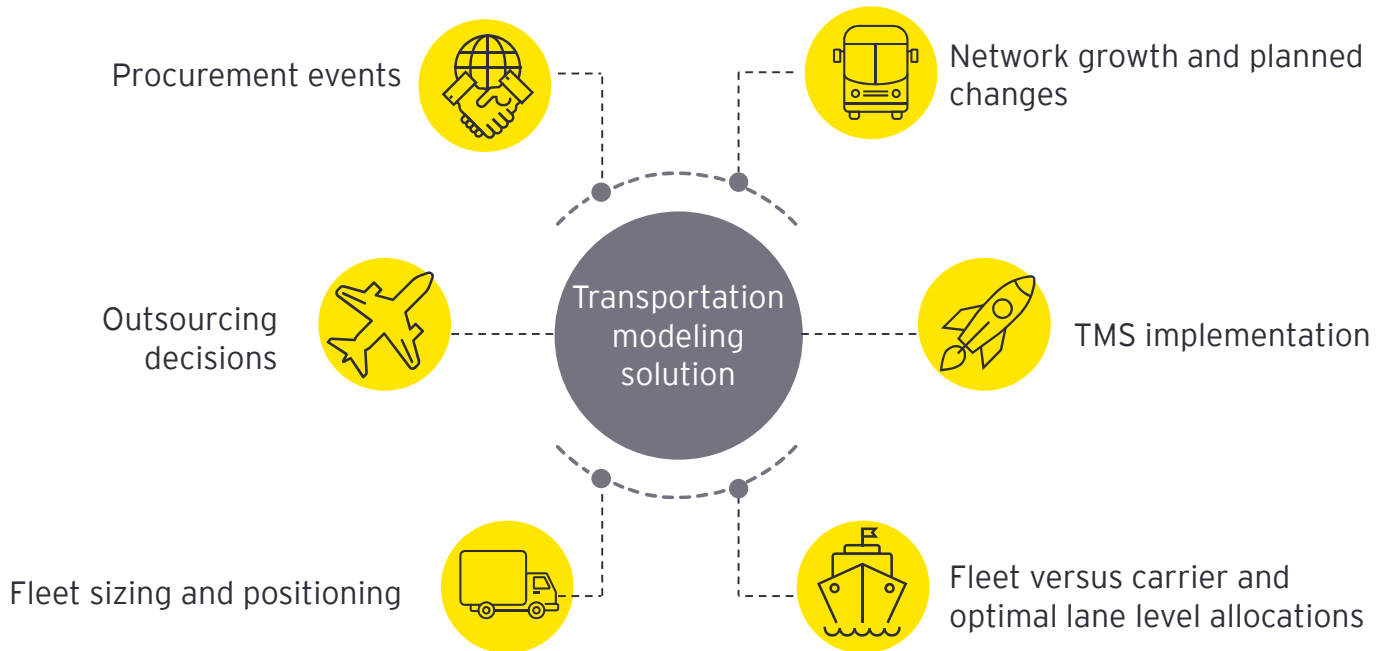 Procurement events
Network growth and planned
changes
Outsourcing
decisions
Transportation
modeling
solution
TMS implementation
Fleet sizing and positioning
Fleet versus carrier and
optimal lane level allocations